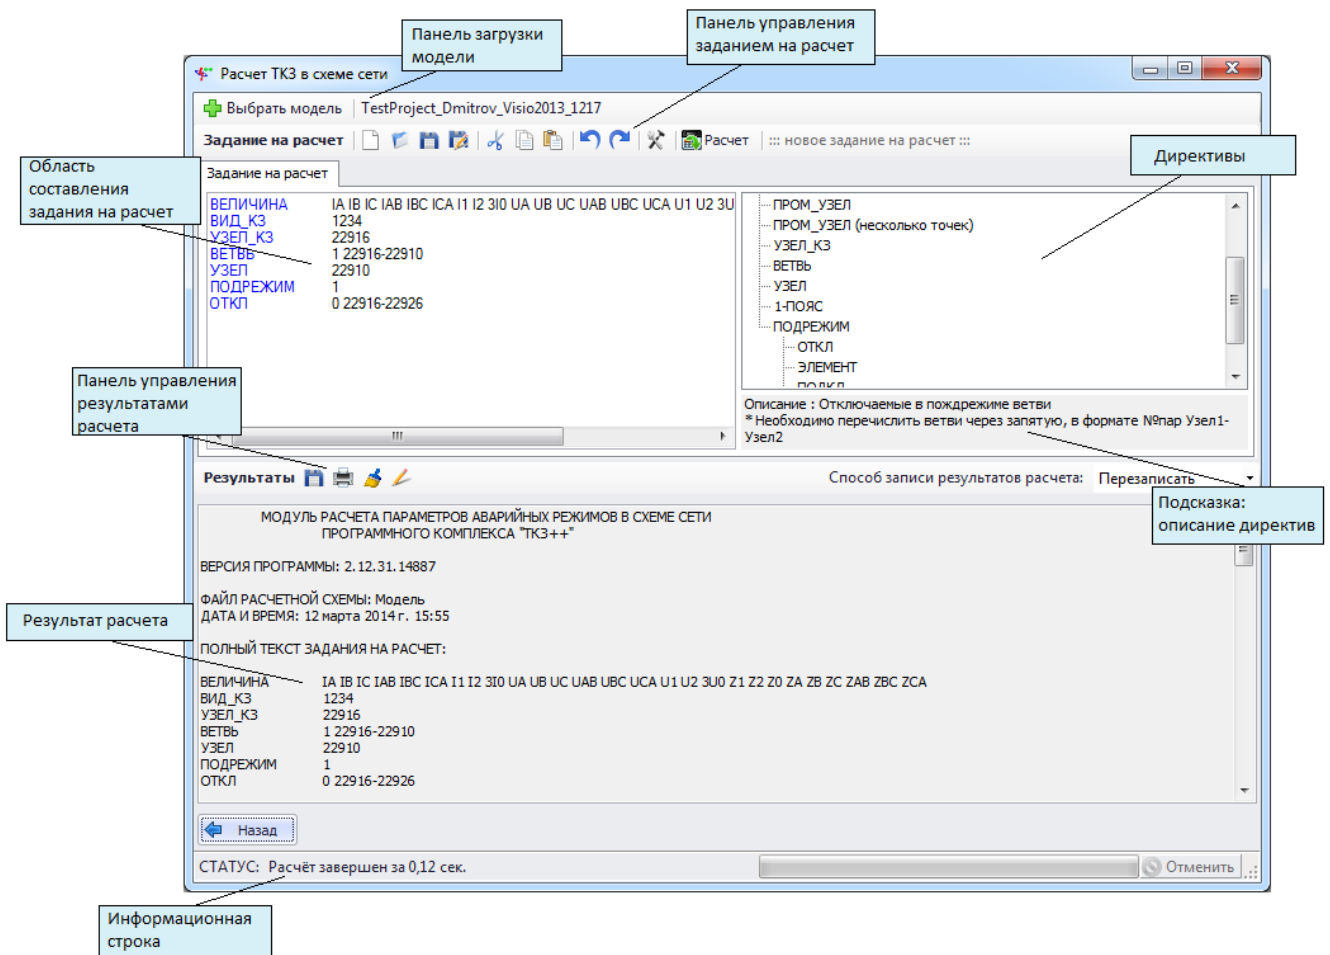 Панель загрузки
модели
Панель управления
заданием на расчет
Расчет ТКЗ в схеме сети
Выбрать модель
TestProject_Dmitrov_Visio2013_1217
Задание на расчет
Расчет
::: новое задание на расчет :::
Директивы
Область
составления
задания на расчет
Задание на расчет
ВЕЛИЧИНА IA IB IC IAB IBC ICA I1 I2 3I0 UA UB UC UAB UBC UCA U1 U2 3U
ВИД_КЗ 1234
УЗЕЛ_КЗ 22916
ВЕТВЬ 1 22916-22910
УЗЕЛ 22910
ПОДРЕЖИМ 1
ОТКЛ 0 22916-22926
ПРОМ_УЗЕЛ
ПРОМ_УЗЕЛ (несколько точек)
УЗЕЛ_КЗ
ВЕТВЬ
УЗЕЛ
1-ПОЯС
ПОДРЕЖИМ
ОТКЛ
ЭЛЕМЕНТ
ПОДКЛ
Панель управления
результатами
расчета
Описание : Отключаемые в пождрежиме ветви
* Необходимо перечислить ветви через запятую, в формате №пар Узел1-
Узел2
Результаты
Способ записи результатов расчета: Перезаписать
Подсказка:
описание директив
МОДУЛЬ РАСЧЕТА ПАРАМЕТРОВ АВАРИЙНЫХ РЕЖИМОВ В СХЕМЕ СЕТИ
ПРОГРАММНОГО КОМПЛЕКСА "ТКЗ++"
ВЕРСИЯ ПРОГРАММЫ: 2.12.31.14887
ФАЙЛ РАСЧЕТНОЙ СХЕМЫ: Модель
ДАТА И ВРЕМЯ: 12 марта 2014 г. 15:55
Результат расчета
ПОЛНЫЙ ТЕКСТ ЗАДАНИЯ НА РАСЧЕТ:
ВЕЛИЧИНА IA IB IC IAB IBC ICA I1 I2 3I0 UA UB UC UAB UBC UCA U1 U2 3U0 Z1 Z2 Z0 ZA ZB ZC ZAB ZBC ZCA
ВИД_КЗ 1234
УЗЕЛ_КЗ 22916
ВЕТВЬ 1 22916-22910
УЗЕЛ 22910
ПОДРЕЖИМ 1
ОТКЛ 0 22916-22926
Назад
СТАТУС: Расчёт завершен за 0,12 сек.
Отменить
Информационная
строка